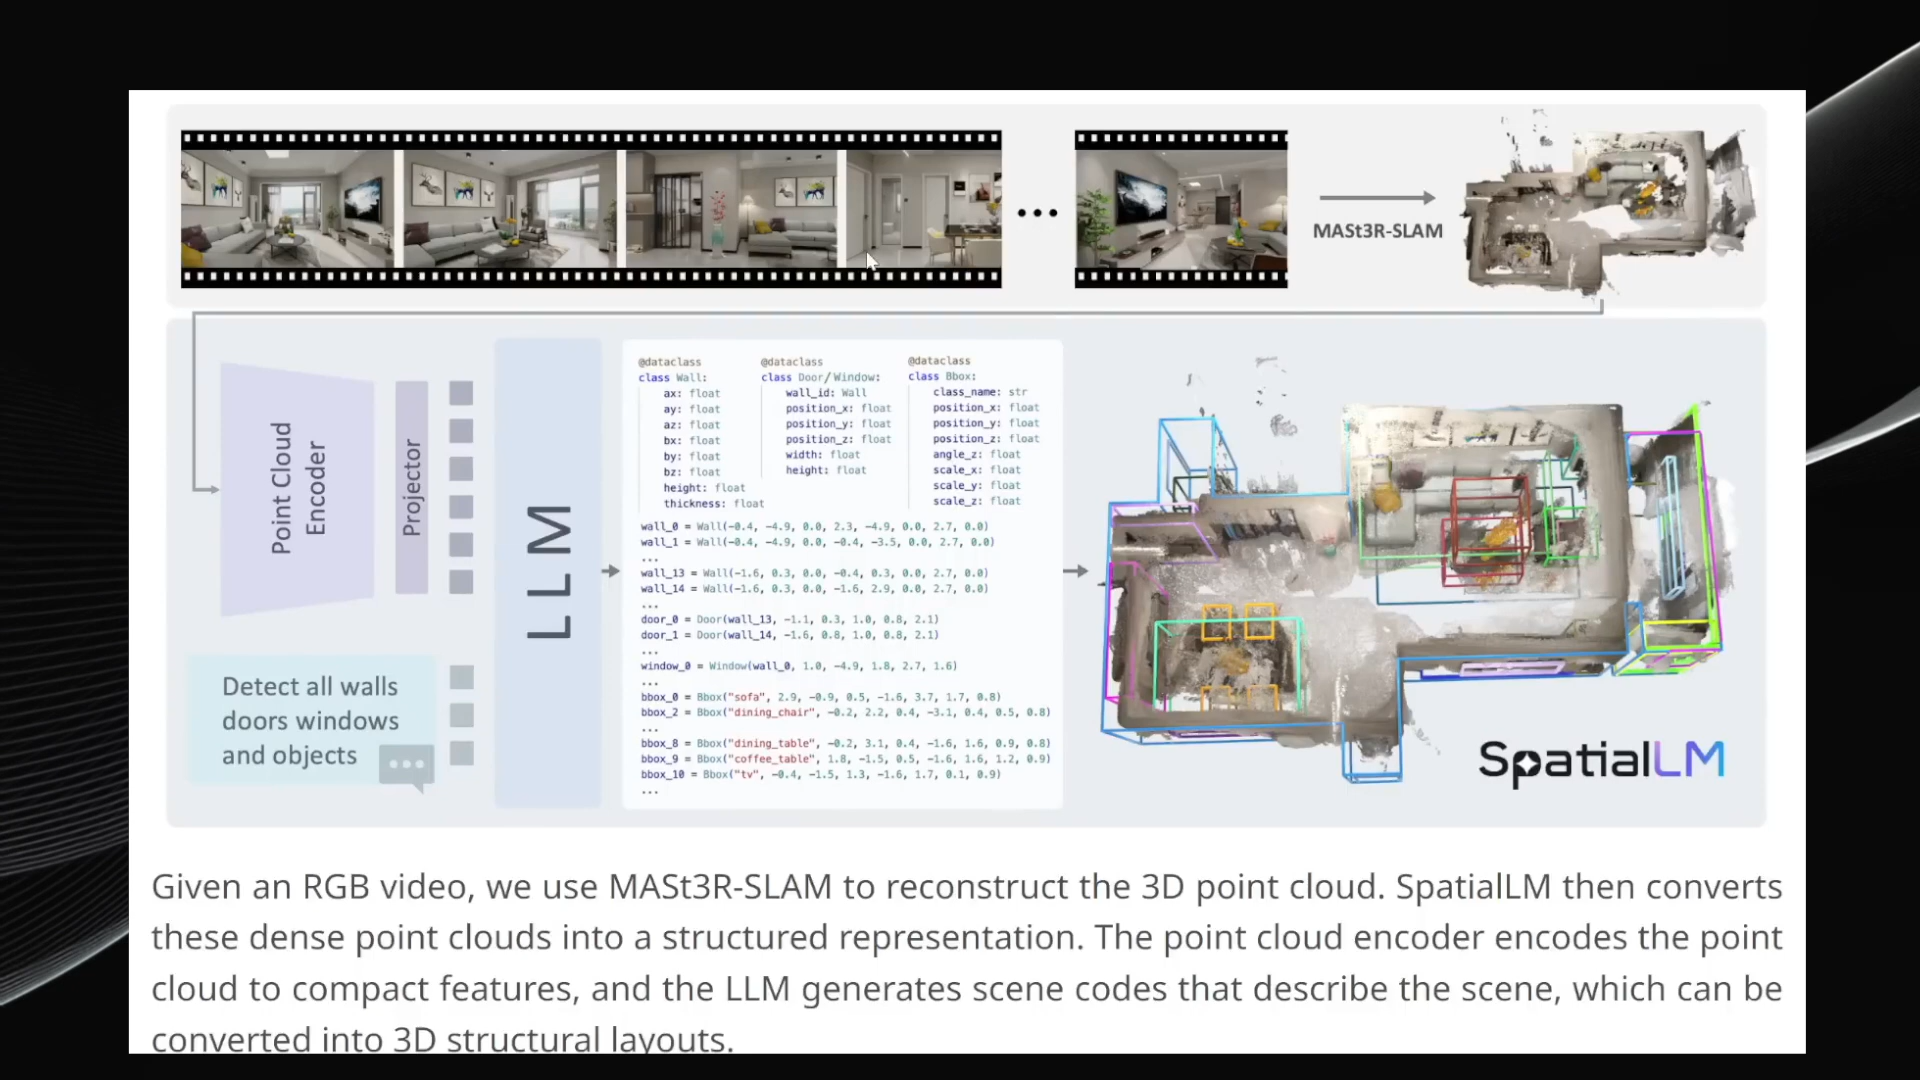 MASt3R-SLAM
Point Cloud
Encoder
Projector
LLM
Detect all walls
doors windows
and objects
@dataclass
class Wall:
ax: float
ay: float
az: float
bx: float
by: float
bz: float
height: float
thickness: float
@dataclass
class Door/Window:
wall_id: Wall
position_x: float
position_y: float
position_z: float
width: float
height: float
@dataclass
class Bbox:
class_name: str
position_x: float
position_y: float
position_z: float
angle_z: float
scale_x: float
scale_y: float
scale_z: float
wall_0 = Wall(-0.4, -4.9, 0.0, 2.3, -4.9, 0.0, 2.7, 0.0)
wall_1 = Wall(-0.4, -4.9, 0.0, -0.4, -3.5, 0.0, 2.7, 0.0)
...
wall_13 = Wall(-1.6, 0.3, 0.0, -0.4, 0.3, 0.0, 2.7, 0.0)
wall_14 = Wall(-1.6, 0.3, 0.0, -1.6, 2.9, 0.0, 2.7, 0.0)
...
door_0 = Door(wall_13, -1.1, 0.3, 1.0, 0.8, 2.1)
door_1 = Door(wall_14, -1.6, 0.8, 1.0, 0.8, 2.1)
...
window_0 = Window(wall_0, 1.0, -4.9, 1.8, 2.7, 1.6)
...
bbox_0 = Bbox("sofa", 2.9, -0.9, 0.5, -1.6, 3.7, 1.7, 0.8)
bbox_2 = Bbox("dining_chair", -0.2, 2.2, 0.4, -3.1, 0.4, 0.5, 0.8)
...
bbox_8 = Bbox("dining_table", -0.2, 3.1, 0.4, -1.6, 1.6, 0.9, 0.8)
bbox_9 = Bbox("coffee_table", 1.8, -1.5, 0.5, -1.6, 1.6, 1.2, 0.9)
bbox_10 = Bbox("tv", -0.4, -1.5, 1.3, -1.6, 1.7, 0.1, 0.9)
...
SpatialLM
Given an RGB video, we use MASt3R-SLAM to reconstruct the 3D point cloud. SpatialLM then converts
these dense point clouds into a structured representation. The point cloud encoder encodes the point
cloud to compact features, and the LLM generates scene codes that describe the scene, which can be
converted into 3D structural layouts.